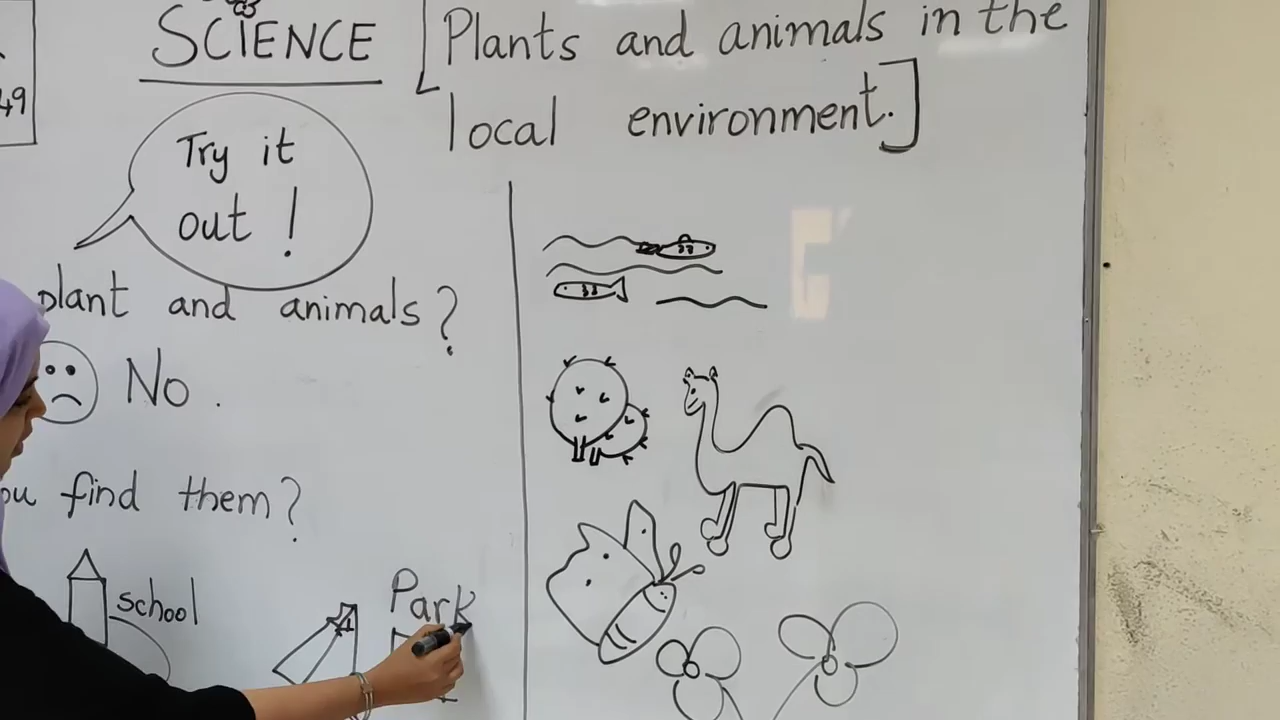 SCIENCE [Plants and animals in the
local environment.]
49
Try it
out !
plant and animals?
No.
find them?
school
Park